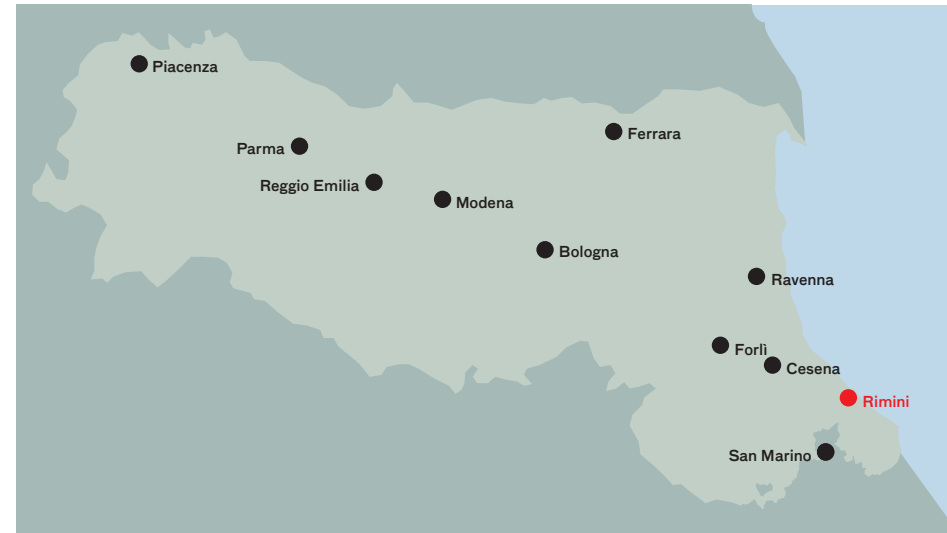 Piacenza
Ferrara
Parma
Reggio Emilia
Modena
Bologna
Ravenna
Forlì
Cesena
Rimini
San Marino